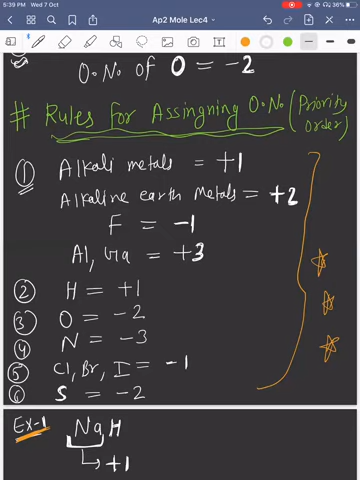 5:39 PM Wed 7 Oct
Ap2 Mole Lec4
O.No of O = -2
# Rules for Assingning O.No (Priority Order)
① Alkali metals = +1
Alkaline earth Metals = +2
F = -1
Al, Ga = +3
② H = +1
③ O = -2
④ N = -3
⑤ Cl, Br, I = -1
⑥ S = -2
Ex-1 NaH
+1